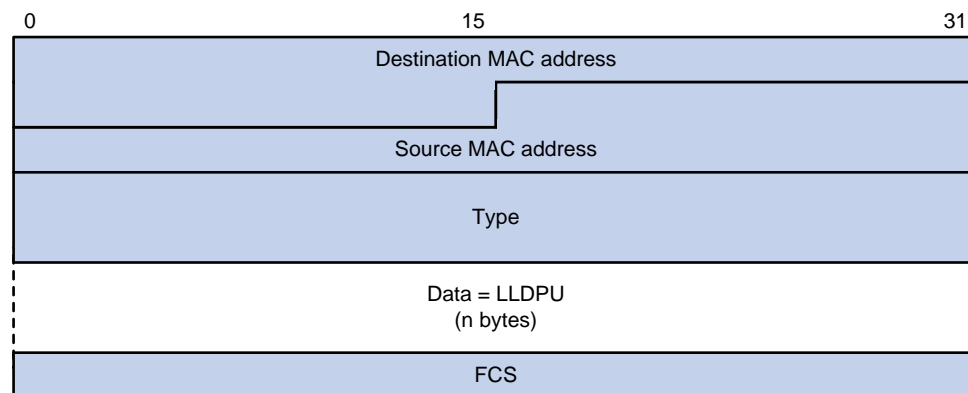 0 15 31
Destination MAC address
Source MAC address
Type
Data = LLDPU
(n bytes)
FCS